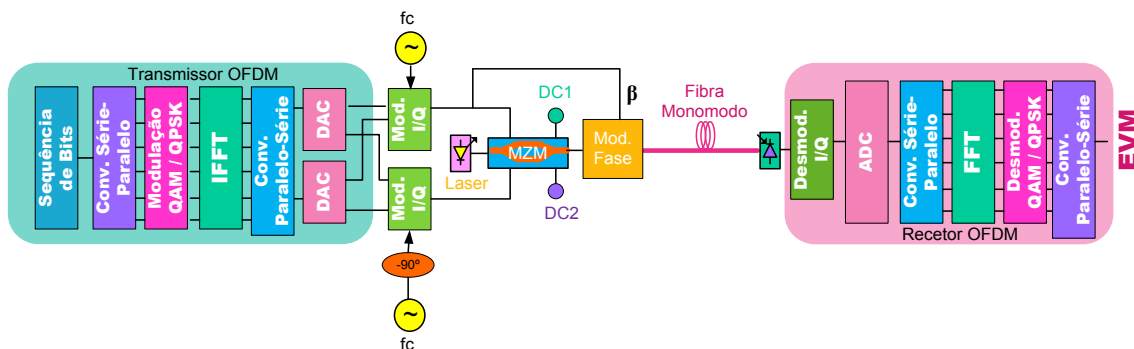 fc
~
Transmissor OFDM
Sequência
de Bits
Conv. Série-
Paralelo
Modulação
QAM / QPSK
IFFT
Conv.
Paralelo-Série
DAC
DAC
Mod.
I/Q
Mod.
I/Q
-90º
~
fc
Laser
DC1
MZM
DC2
β
Mod.
Fase
Fibra
Monomodo
Desmod.
I/Q
ADC
Conv. Série-
Paralelo
FFT
Desmod.
QAM / QPSK
Conv.
Paralelo-Série
Recetor OFDM
EVM